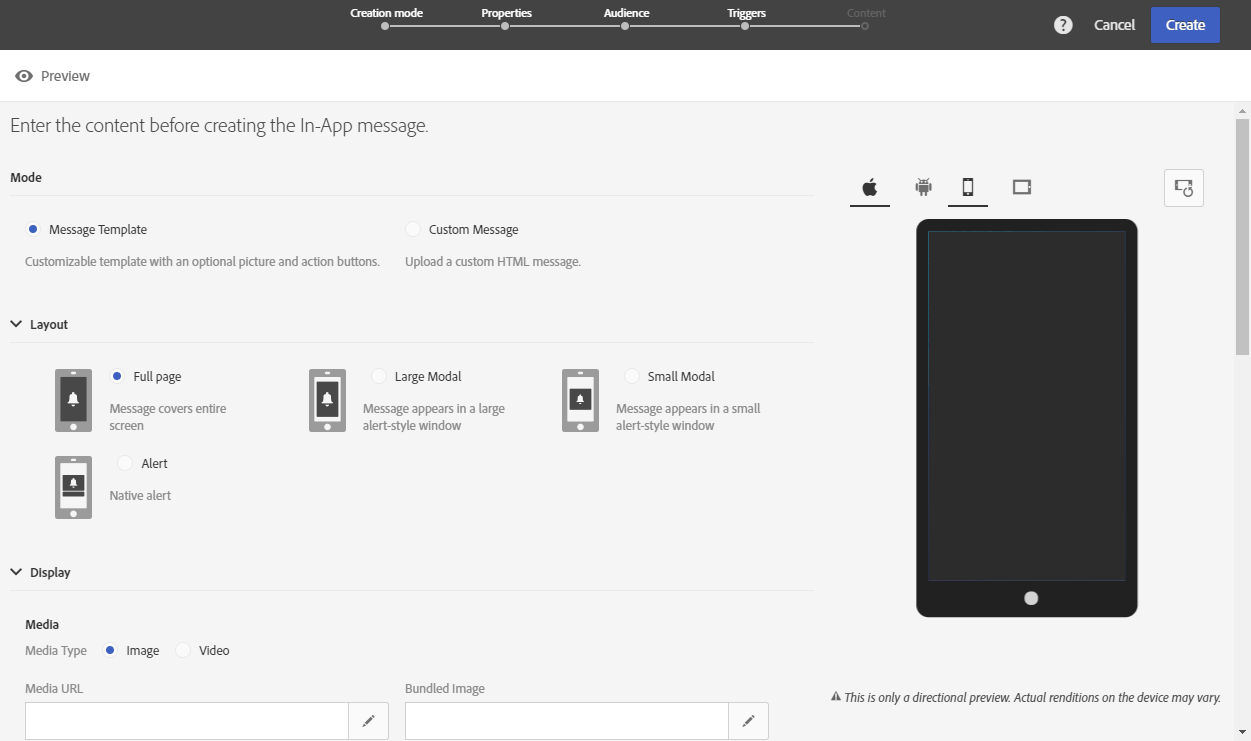 Creation mode
Properties
Audience
Triggers
Content
?
Cancel
Create
Preview
Enter the content before creating the In-App message.
Mode
Message Template
Custom Message
Customizable template with an optional picture and action buttons.
Upload a custom HTML message.
Layout
Full page
Message covers entire
screen
Large Modal
Message appears in a large
alert-style window
Small Modal
Message appears in a small
alert-style window
Alert
Native alert
Display
Media
Media Type
Image
Video
Media URL
Bundled Image
This is only a directional preview. Actual renditions on the device may vary.